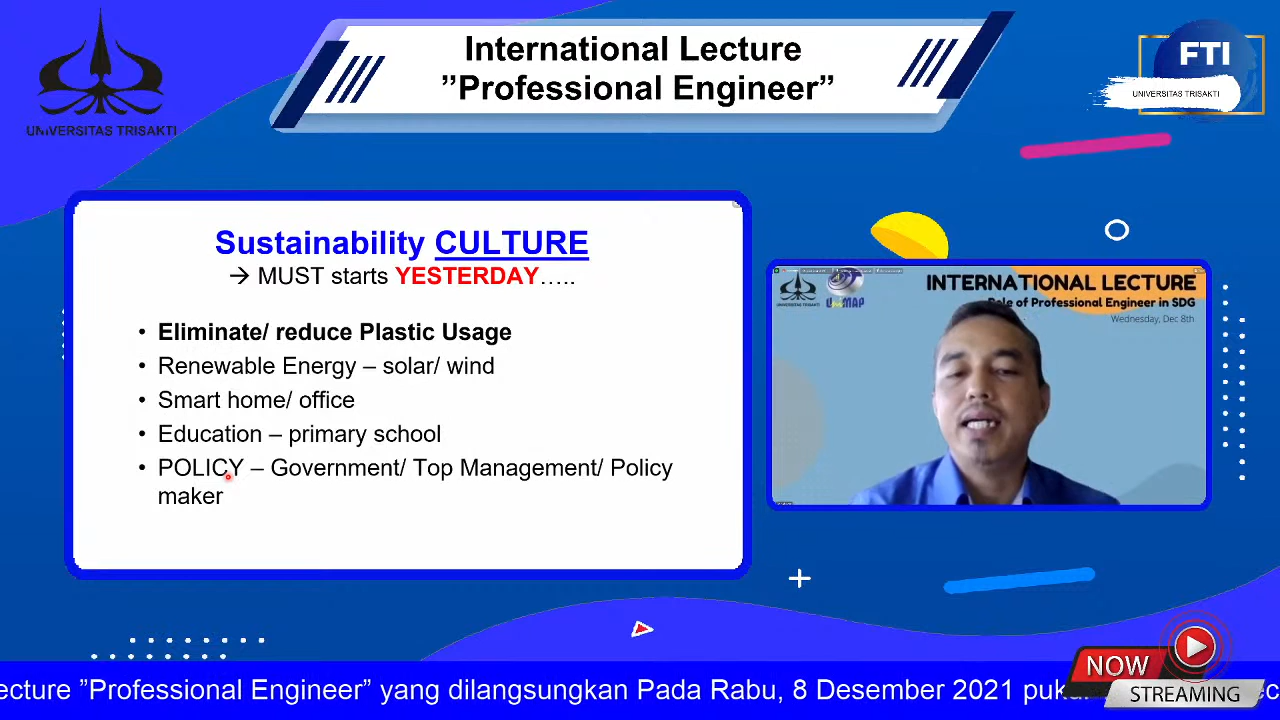 International Lecture
”Professional Engineer”
UNIVERSITAS TRISAKTI
FTI
UNIVERSITAS TRISAKTI
Sustainability CULTURE
→ MUST starts YESTERDAY…..
• Eliminate/ reduce Plastic Usage
• Renewable Energy – solar/ wind
• Smart home/ office
• Education – primary school
• POLICY – Government/ Top Management/ Policy
maker
INTERNATIONAL LECTURE
Role of Professional Engineer in SDG
Wednesday, Dec 8th
UniMAP
ecture ”Professional Engineer” yang dilangsungkan Pada Rabu, 8 Desember 2021
NOW
STREAMING